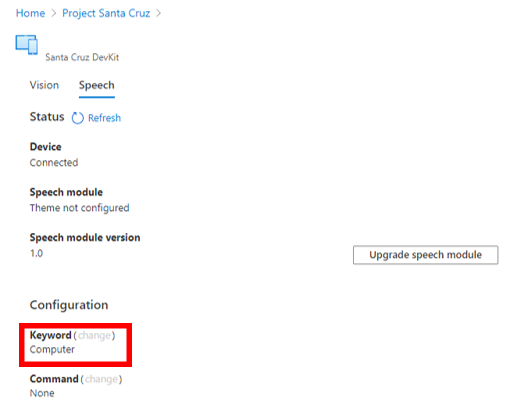 Home > Project Santa Cruz >
Santa Cruz DevKit
Vision Speech
Status Refresh
Device
Connected
Speech module
Theme not configured
Speech module version
1.0
Upgrade speech module
Configuration
Keyword (change)
Computer
Command (change)
None